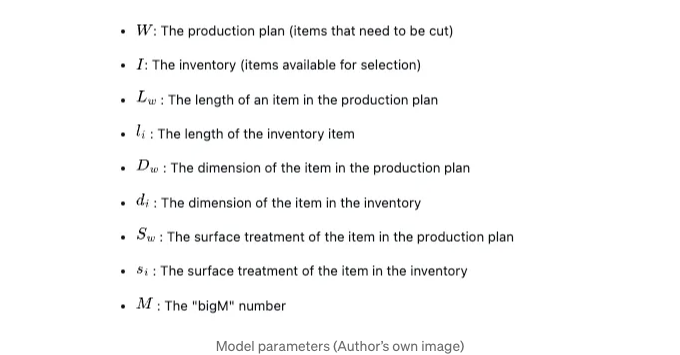 • W: The production plan (items that need to be cut)
• I: The inventory (items available for selection)
• L_w : The length of an item in the production plan
• l_i : The length of the inventory item
• D_w : The dimension of the item in the production plan
• d_i : The dimension of the item in the inventory
• S_w : The surface treatment of the item in the production plan
• s_i : The surface treatment of the item in the inventory
• M : The "bigM" number
Model parameters (Author's own image)